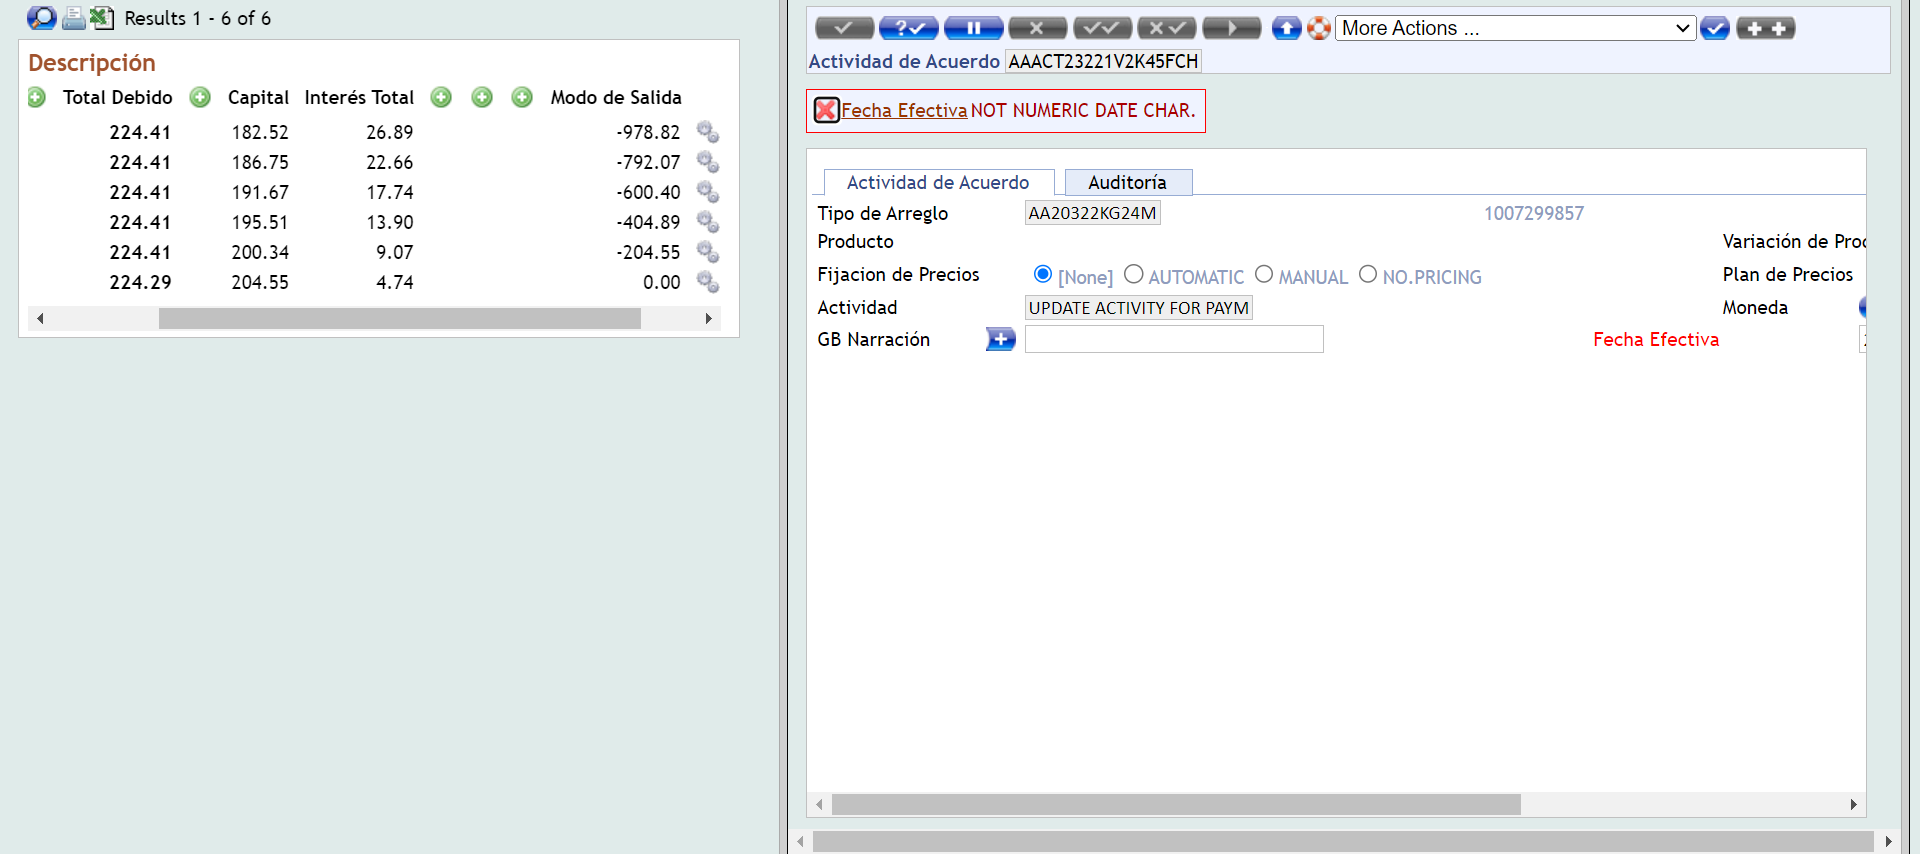 Results 1 - 6 of 6
Descripción
Total Debido Capital Interés Total Modo de Salida
224.41 182.52 26.89 -978.82
224.41 186.75 22.66 -792.07
224.41 191.67 17.74 -600.40
224.41 195.51 13.90 -404.89
224.41 200.34 9.07 -204.55
224.29 204.55 4.74 0.00
More Actions ...
Actividad de Acuerdo AAACT23221V2K45FCH
Fecha Efectiva NOT NUMERIC DATE CHAR.
Actividad de Acuerdo Auditoría
Tipo de Arreglo AA20322KG24M 1007299857
Producto Variación de
Fijacion de Precios [None] AUTOMATIC MANUAL NO.PRICING Plan de Precios
Actividad UPDATE ACTIVITY FOR PAYM Moneda
GB Narración Fecha Efectiva